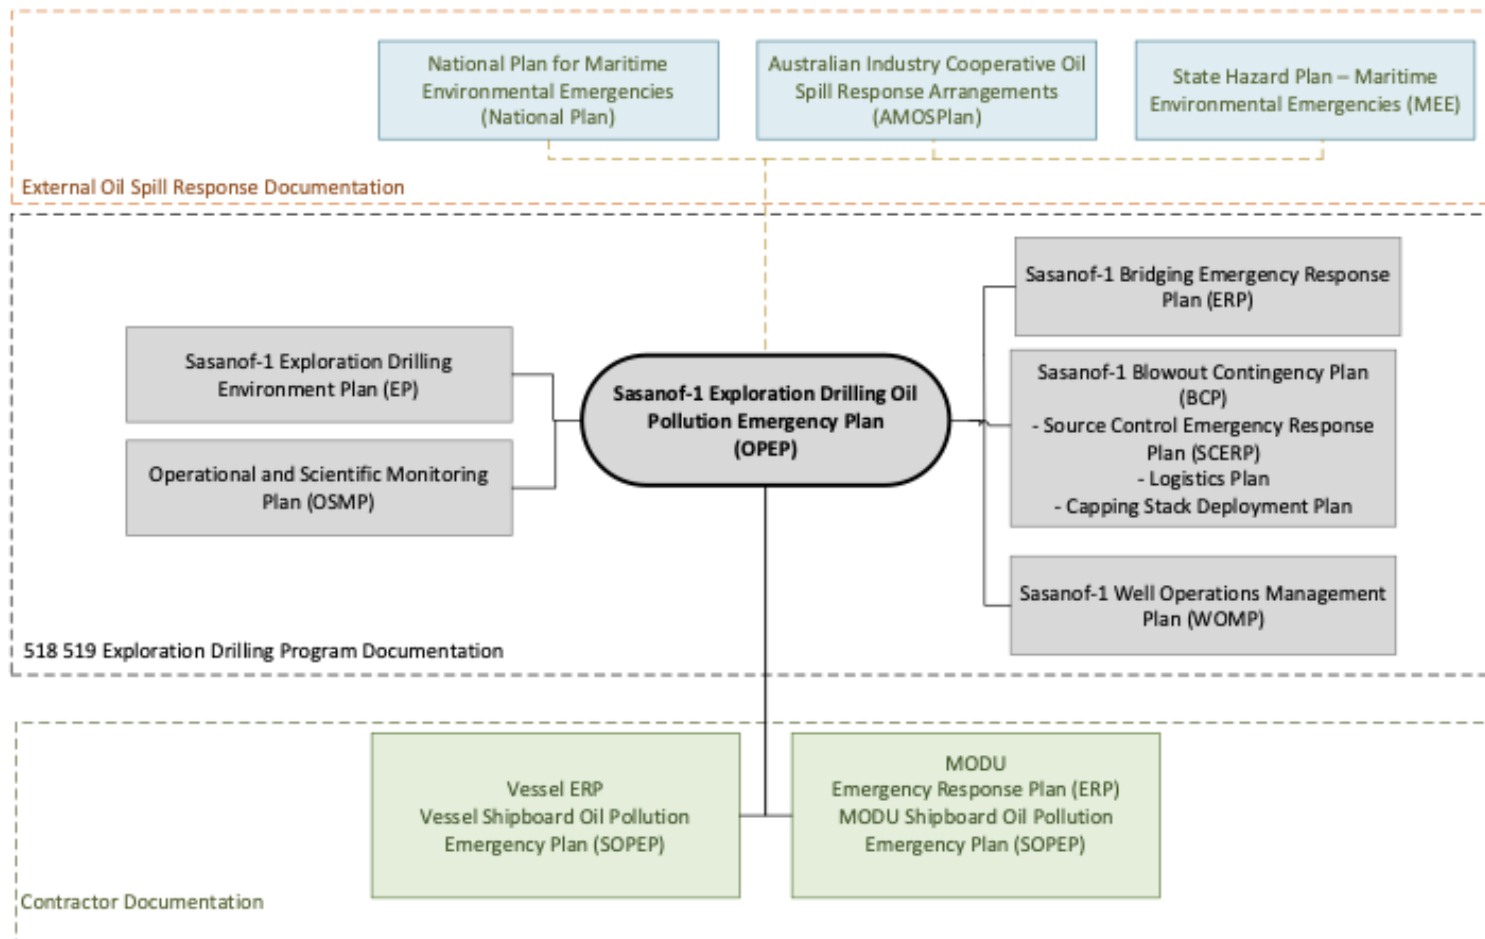 National Plan for Maritime
Environmental Emergencies
(National Plan)
Australian Industry Cooperative Oil
Spill Response Arrangements
(AMOSPlan)
State Hazard Plan – Maritime
Environmental Emergencies (MEE)
External Oil Spill Response Documentation
Sasanof-1 Exploration Drilling
Environment Plan (EP)
Operational and Scientific Monitoring
Plan (OSMP)
Sasanof-1 Exploration Drilling Oil
Pollution Emergency Plan
(OPEP)
Sasanof-1 Bridging Emergency Response
Plan (ERP)
Sasanof-1 Blowout Contingency Plan
(BCP)
- Source Control Emergency Response
Plan (SCERP)
- Logistics Plan
- Capping Stack Deployment Plan
Sasanof-1 Well Operations Management
Plan (WOMP)
518 519 Exploration Drilling Program Documentation
Vessel ERP
Vessel Shipboard Oil Pollution
Emergency Plan (SOPEP)
MODU
Emergency Response Plan (ERP)
MODU Shipboard Oil Pollution
Emergency Plan (SOPEP)
Contractor Documentation